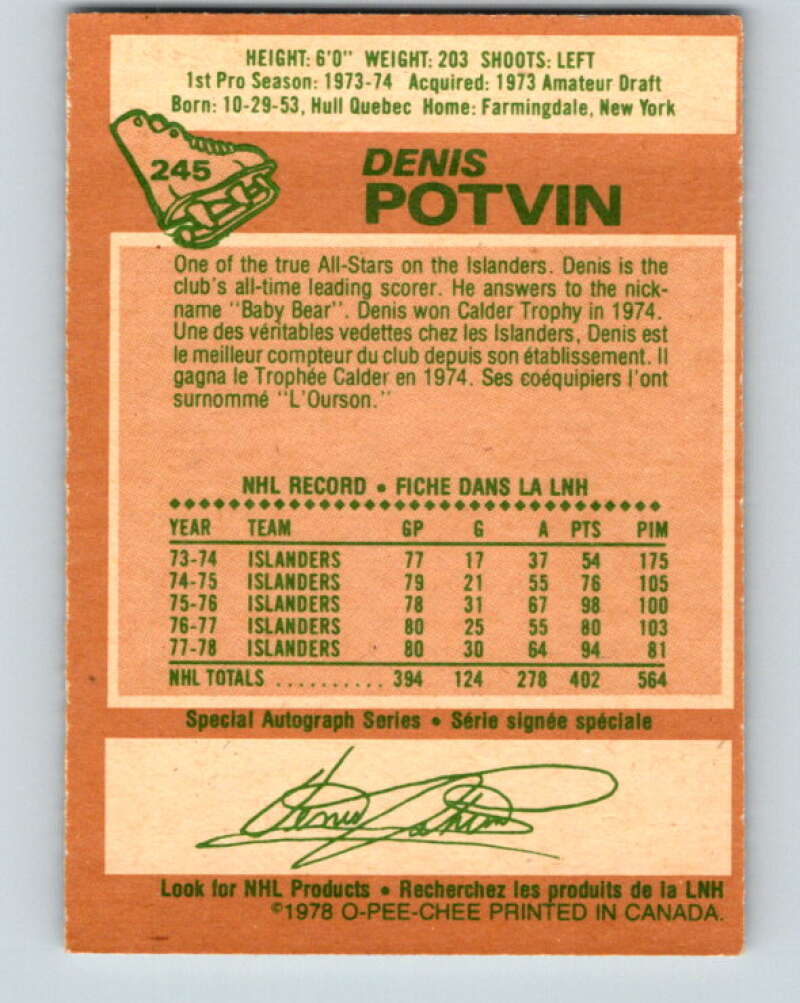 HEIGHT: 6'0" WEIGHT: 203 SHOOTS: LEFT
1st Pro Season: 1973-74 Acquired: 1973 Amateur Draft
Born: 10-29-53, Hull Quebec Home: Farmingdale, New York
245
DENIS
POTVIN
One of the true All-Stars on the Islanders. Denis is the
club's all-time leading scorer. He answers to the nick-
name "Baby Bear". Denis won Calder Trophy in 1974.
Une des véritables vedettes chez les Islanders, Denis est
le meilleur compteur du club depuis son établissement. Il
gagna le Trophée Calder en 1974. Ses coéquipiers l'ont
surnommé "L'Ourson."
NHL RECORD • FICHE DANS LA LNH
YEAR TEAM GP G A PTS PIM
73-74 ISLANDERS 77 17 37 54 175
74-75 ISLANDERS 79 21 55 76 105
75-76 ISLANDERS 78 31 67 98 100
76-77 ISLANDERS 80 25 55 80 103
77-78 ISLANDERS 80 30 64 94 81
NHL TOTALS .......... 394 124 278 402 564
Special Autograph Series • Série signée spéciale
Denis Potvin
Look for NHL Products • Recherchez les produits de la LNH
©1978 O-PEE-CHEE PRINTED IN CANADA.